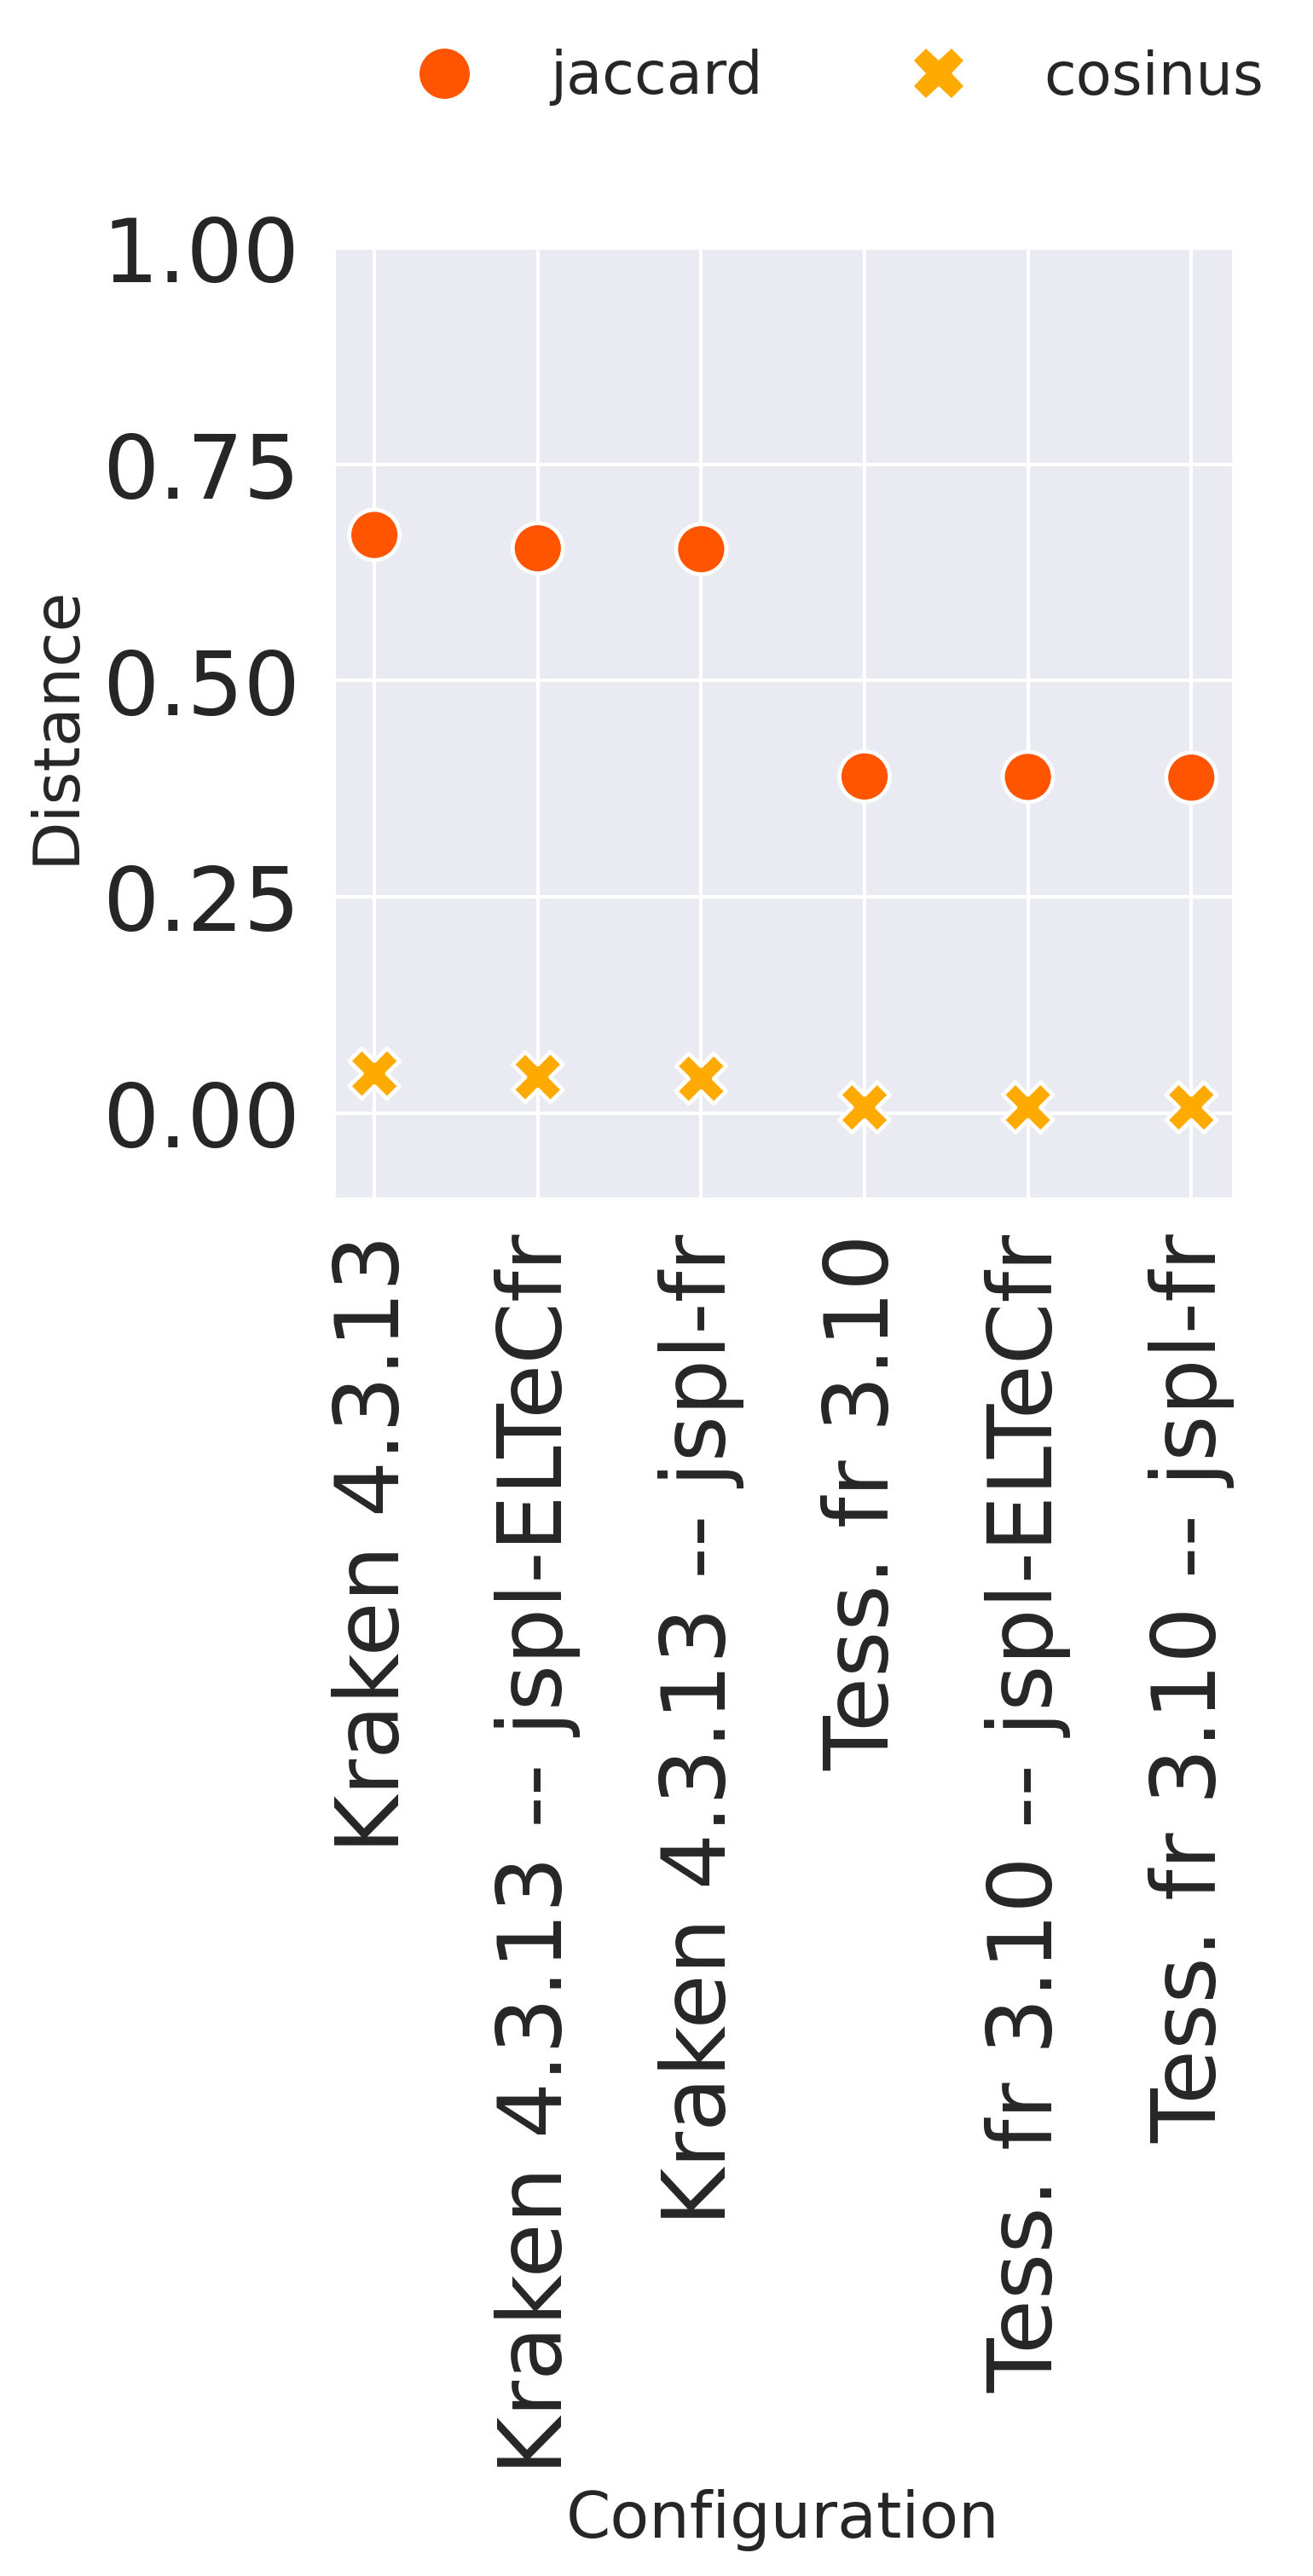 jaccard
cosinus
1.00
0.75
0.50
0.25
0.00
Distance
Kraken 4.3.13
Kraken 4.3.13 -- jspl-ELTeCfr
Kraken 4.3.13 -- jspl-fr
Tess. fr 3.10
Tess. fr 3.10 -- jspl-ELTeCfr
Tess. fr 3.10 -- jspl-fr
Configuration